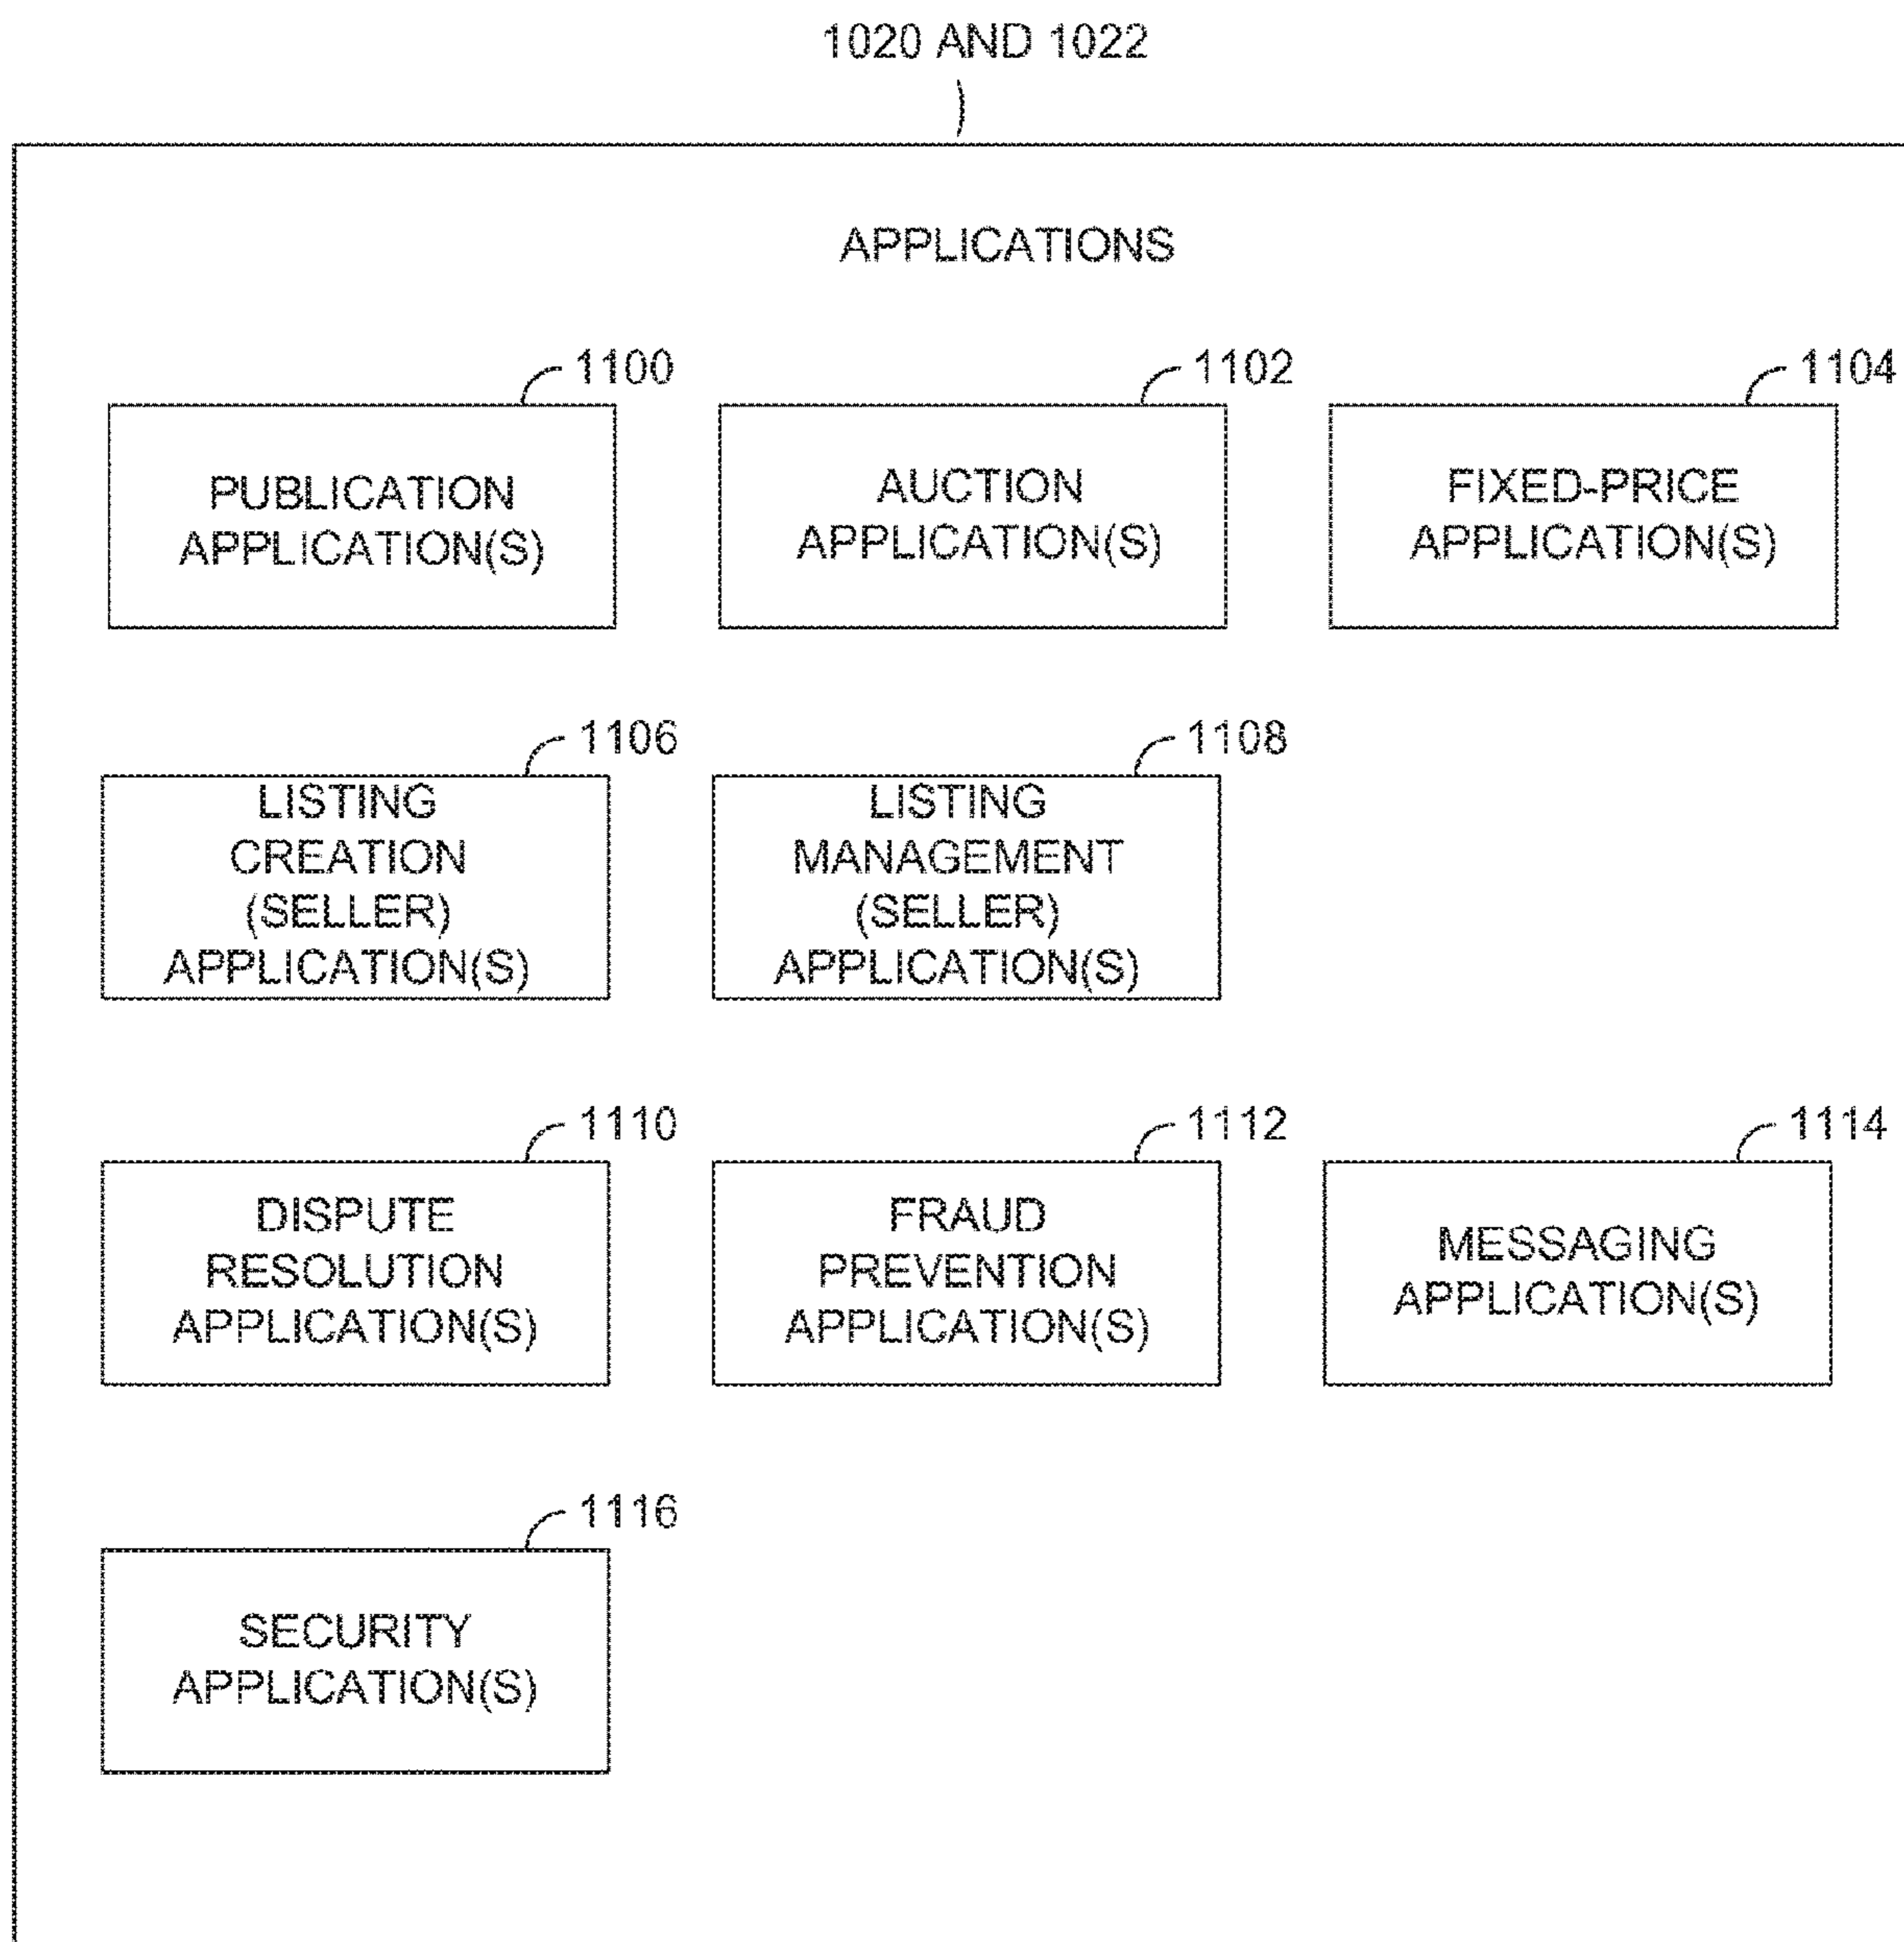 1020 AND 1022
APPLICATIONS
1100
PUBLICATION
APPLICATION(S)
1102
AUCTION
APPLICATION(S)
1104
FIXED-PRICE
APPLICATION(S)
1106
LISTING
CREATION
(SELLER)
APPLICATION(S)
1108
LISTING
MANAGEMENT
(SELLER)
APPLICATION(S)
1110
DISPUTE
RESOLUTION
APPLICATION(S)
1112
FRAUD
PREVENTION
APPLICATION(S)
1114
MESSAGING
APPLICATION(S)
1116
SECURITY
APPLICATION(S)